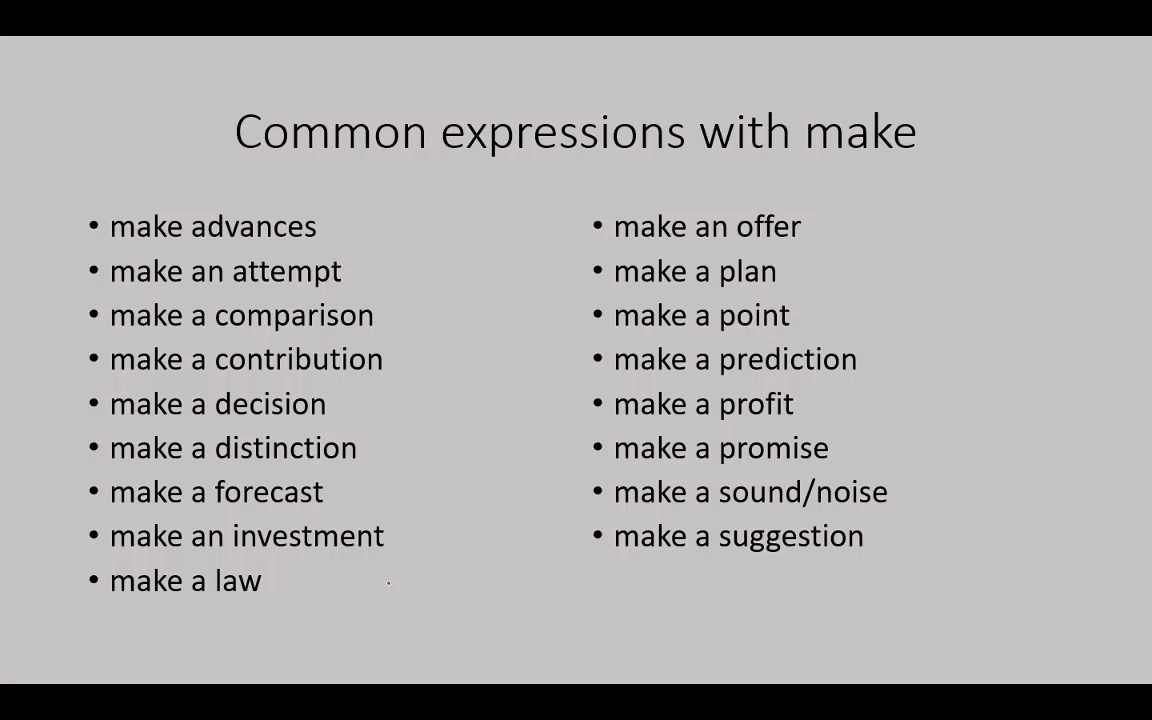 Common expressions with make
• make advances
• make an attempt
• make a comparison
• make a contribution
• make a decision
• make a distinction
• make a forecast
• make an investment
• make a law
• make an offer
• make a plan
• make a point
• make a prediction
• make a profit
• make a promise
• make a sound/noise
• make a suggestion